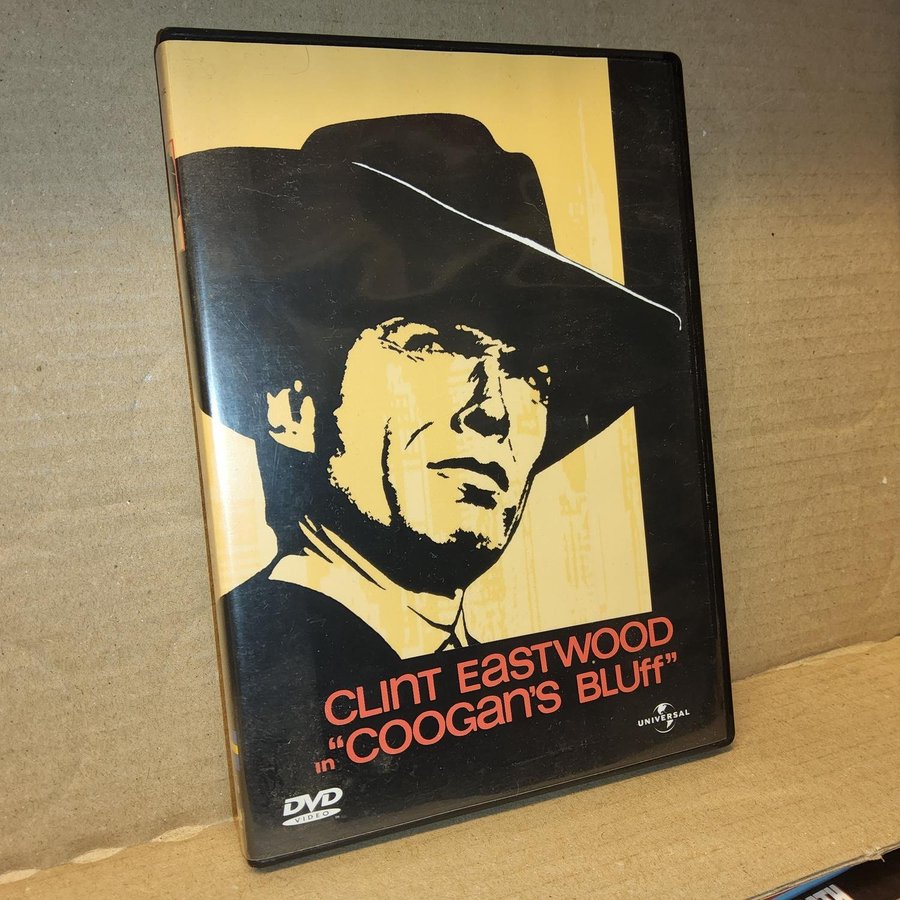 CLINT EASTWOOD
in "COOGAN'S BLUFF"
UNIVERSAL
DVD
VIDEO